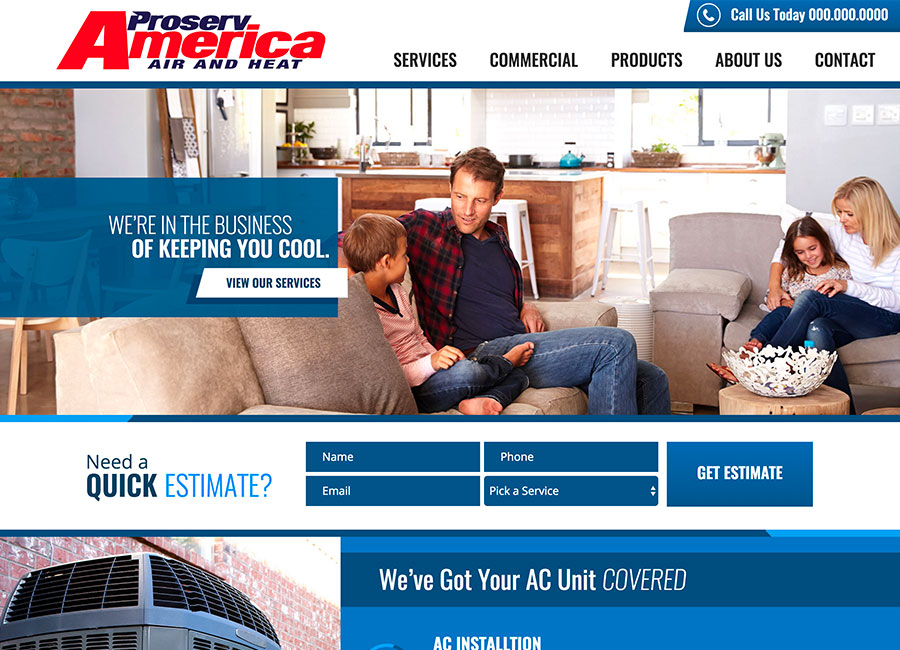 Proserv
America
AIR AND HEAT
Call Us Today 000.000.0000
SERVICES COMMERCIAL PRODUCTS ABOUT US CONTACT
WE'RE IN THE BUSINESS
OF KEEPING YOU COOL.
VIEW OUR SERVICES
Need a
QUICK ESTIMATE?
Name Phone
Email Pick a Service
GET ESTIMATE
We've Got Your AC Unit COVERED
AC INSTALLTION